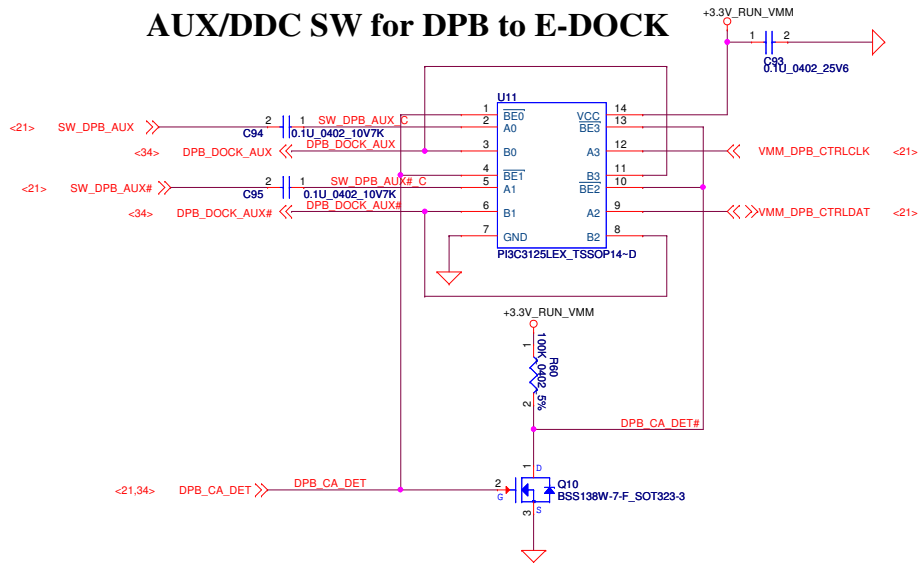 AUX/DDC SW for DPB to E-DOCK
+3.3V_RUN_VMM
1 2
C93
0.1U_0402_25V6
U11
1 BE0 VCC 14
<21> SW_DPB_AUX 2 1 SW_DPB_AUX_C 2 A0 BE3 13
C94 0.1U_0402_10V7K
<34> DPB_DOCK_AUX DPB_DOCK_AUX 3 B0 A3 12 VMM_DPB_CTRLCLK <21>
4 BE1 B3 11
<21> SW_DPB_AUX# 2 1 SW_DPB_AUX#_C 5 A1 BE2 10
C95 0.1U_0402_10V7K
<34> DPB_DOCK_AUX# DPB_DOCK_AUX# 6 B1 A2 9 VMM_DPB_CTRLDAT <21>
7 GND B2 8
PI3C3125LEX_TSSOP14~D
+3.3V_RUN_VMM
1
R60
100K_0402_5%
2
DPB_CA_DET#
1 D
<21,34> DPB_CA_DET DPB_CA_DET 2 G
Q10
BSS138W-7-F_SOT323-3
3 S